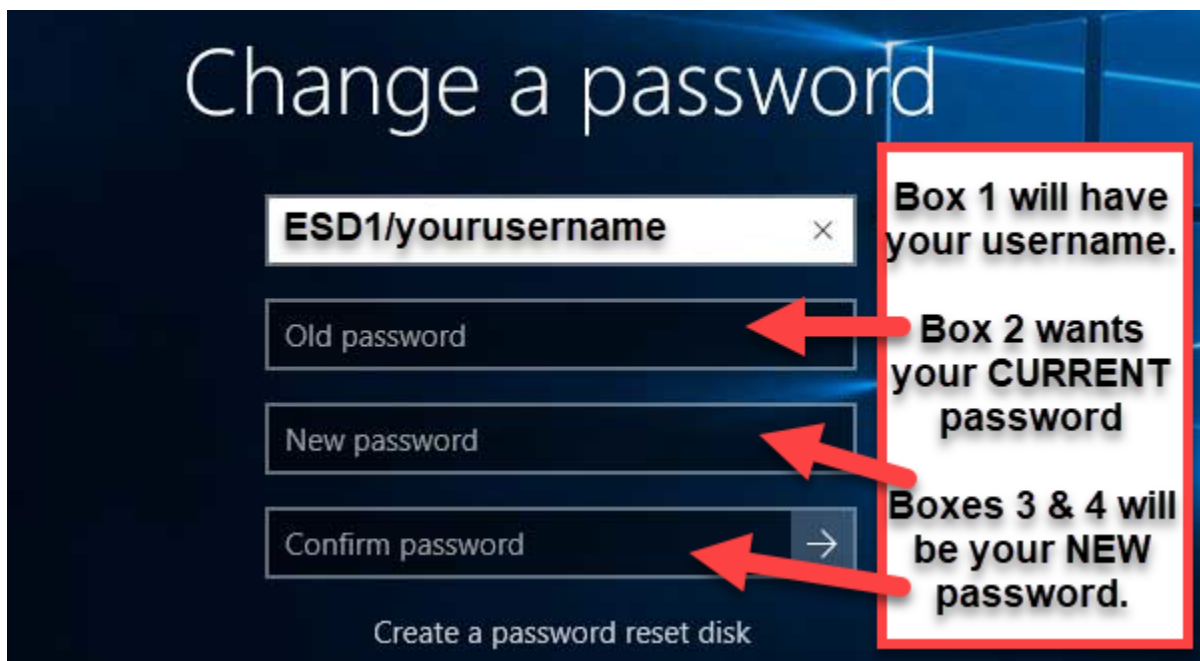 Change a password
ESD1/yourusername
Old password
New password
Confirm password
Create a password reset disk
Box 1 will have
your username.
Box 2 wants
your CURRENT
password
Boxes 3 & 4 will
be your NEW
password.